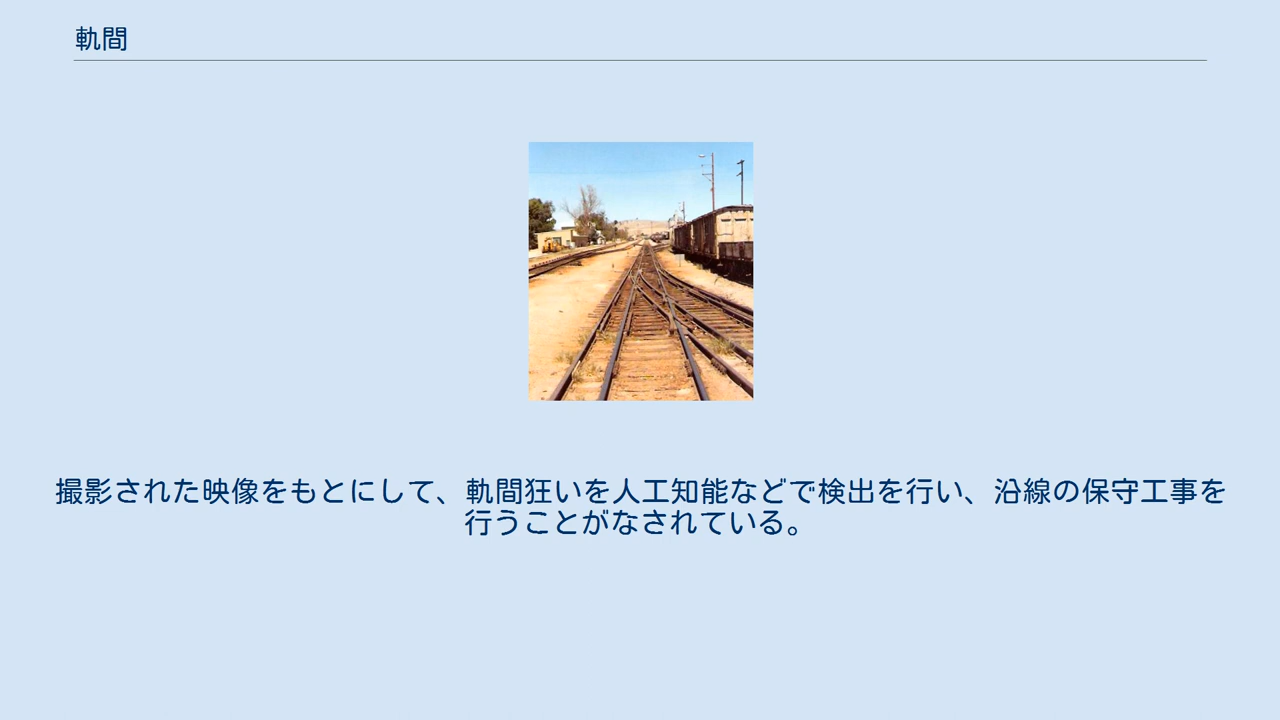 軌間
撮影された映像をもとにして、軌間狂いを人工知能などで検出を行い、沿線の保守工事を
行うことがなされている。